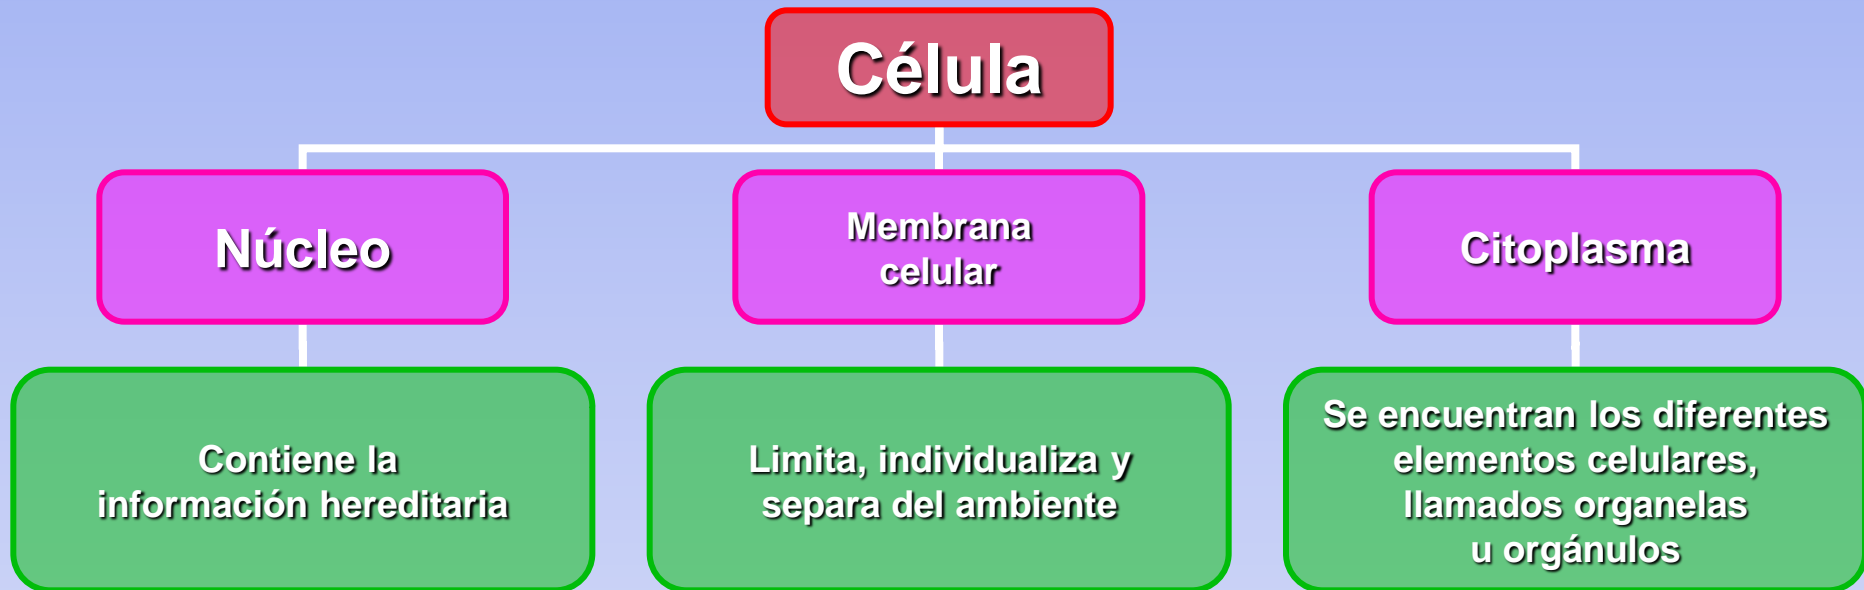 Célula
Núcleo
Membrana
celular
Citoplasma
Contiene la
información hereditaria
Limita, individualiza y
separa del ambiente
Se encuentran los diferentes
elementos celulares,
llamados organelas
u orgánulos